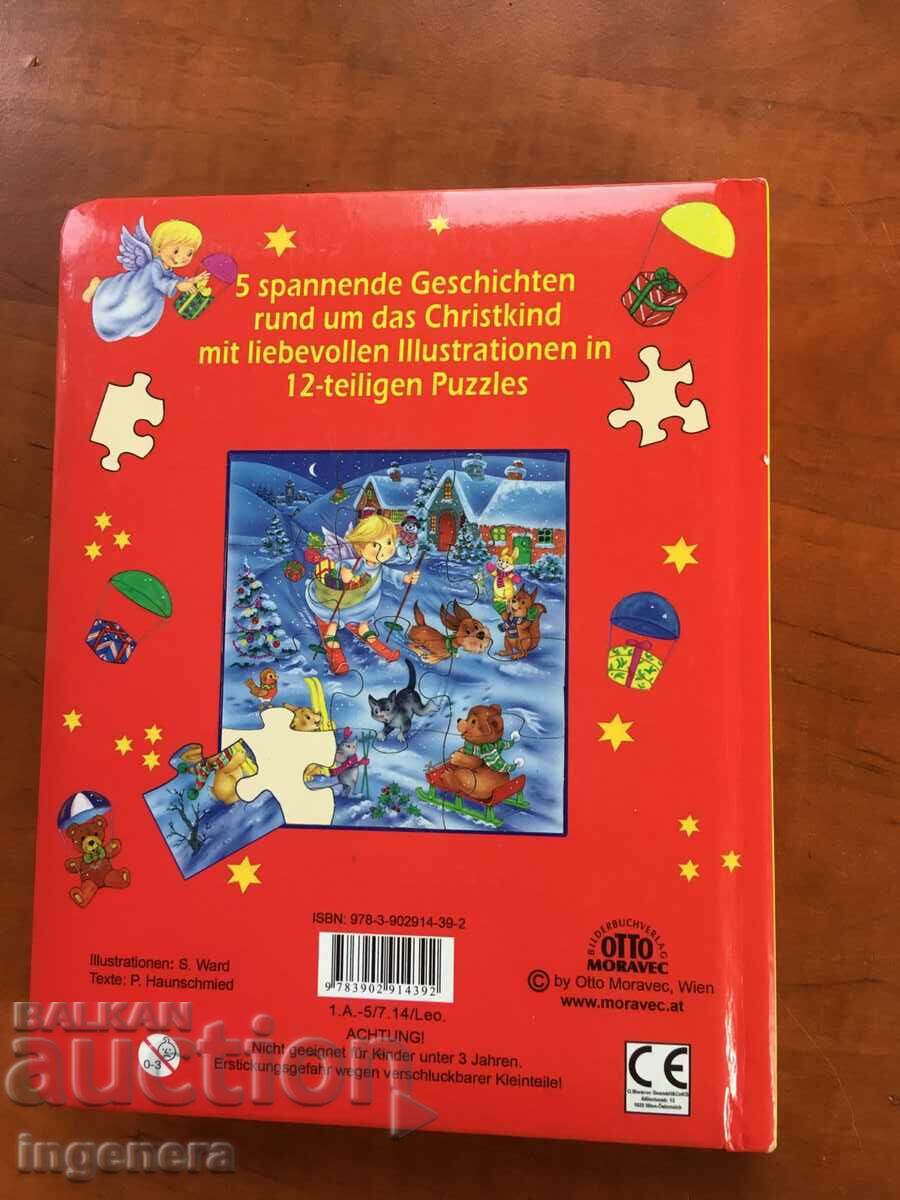 5 spannende Geschichten
rund um das Christkind
mit liebevollen Illustrationen in
12-teiligen Puzzles
ISBN: 978-3-902914-39-2
9 783902 914392
1.A.-5/7.14/Leo.
Illustrationen: S. Ward
Texte: P. Haunschmied
BILDERBUCHVERLAG
OTTO
MORAVEC
© by Otto Moravec, Wien
www.moravec.at
ACHTUNG!
Nicht geeignet für Kinder unter 3 Jahren.
Erstickungsgefahr wegen verschluckbarer Kleinteile!
0-3
CE
1602 Wien-Österreich
BALKAN
auction
ingenera